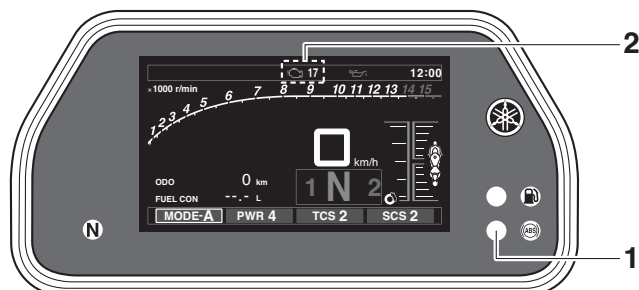 2
17 12:00
×1000 r/min
1 2 3 4 5 6 7 8 9 10 11 12 13 14 15
0 km/h
ODO 0 km
FUEL CON --.- L
1 N 2
MODE-A PWR 4 TCS 2 SCS 2
N
ABS
1